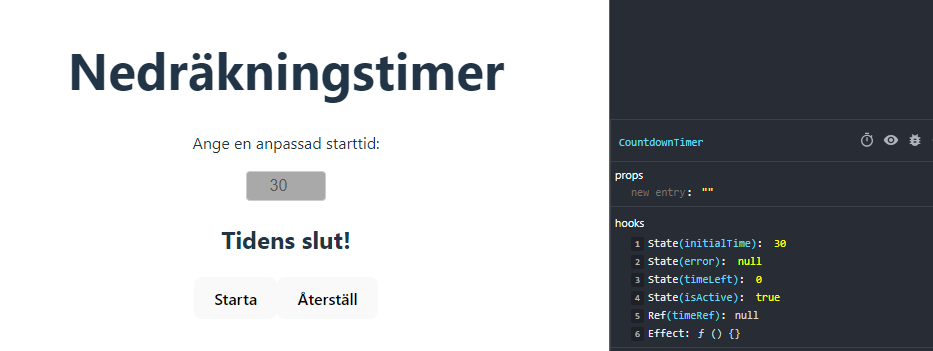 Nedräkningstimer
Ange en anpassad starttid:
30
Tidens slut!
Starta
Återställ
CountdownTimer
props
new entry: ""
hooks
1 State(initialTime): 30
2 State(error): null
3 State(timeLeft): 0
4 State(isActive): true
5 Ref(timeRef): null
6 Effect: ƒ () {}